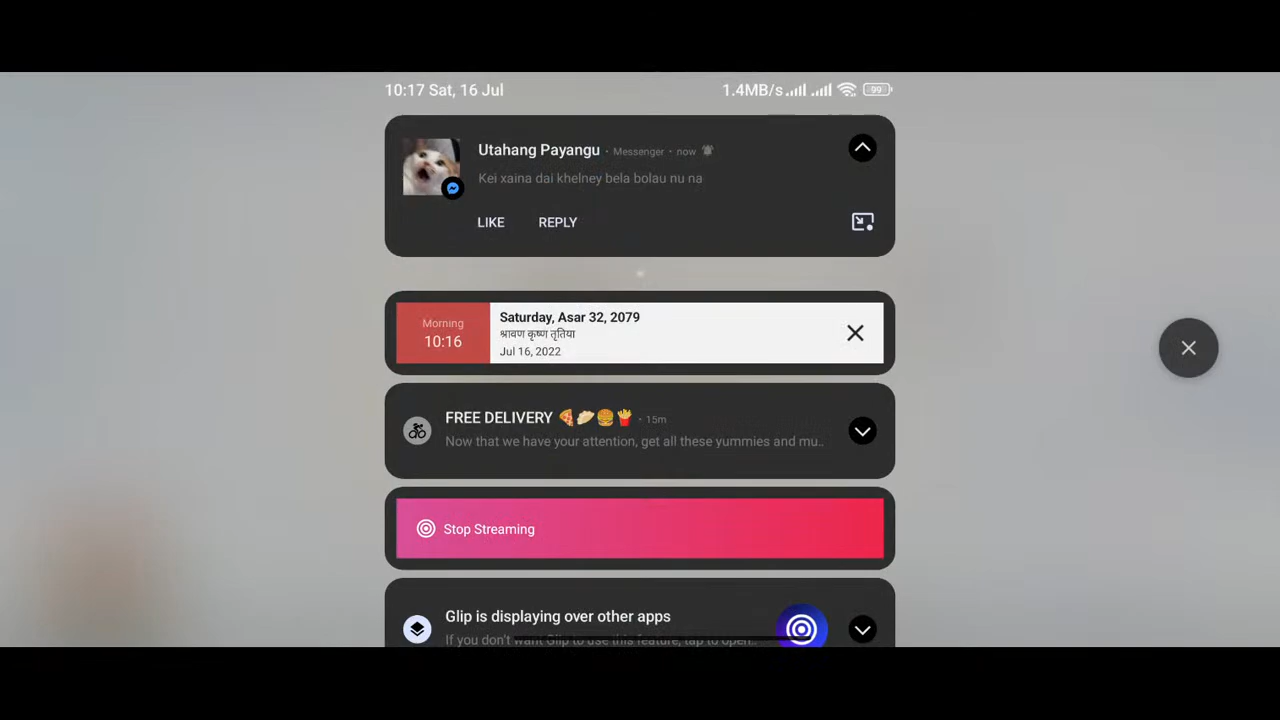 10:17 Sat, 16 Jul 1.4MB/s 99
Utahang Payangu • Messenger • now
Kei xaina dai khelney bela bolau nu na
LIKE REPLY
Morning
10:16
Saturday, Asar 32, 2079
श्रावण कृष्ण तृतिया
Jul 16, 2022
FREE DELIVERY 🍕🥟🍔🍟 • 15m
Now that we have your attention, get all these yummies and mu..
Stop Streaming
Glip is displaying over other apps
If you don't want Glip to use this feature, tap to open..